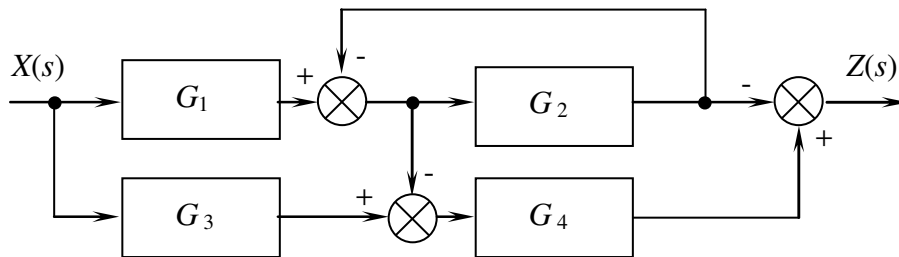 X(s)
G1
+
-
G2
-
Z(s)
+
G3
+
-
G4